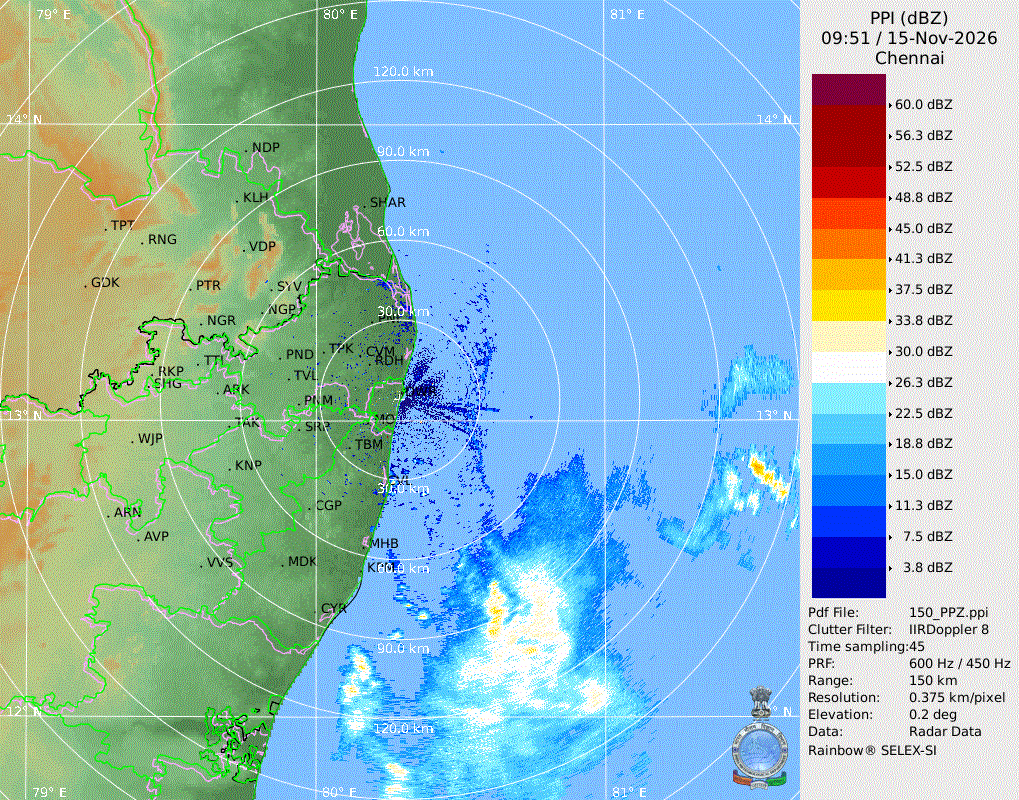 79° E
80° E
81° E
120.0 km
14° N
14° N
NDP
90.0 km
KLH
SHAR
TPT
RNG
60.0 km
VDP
GDK
PTR
SYV
NGP
30.0 km
NGR
TPK
CVM
PND
RDH
TTL
RKP
SHG
TVL
ARK
PNM
13° N
MO
13° N
TAK
SRP
WJP
TBM
KNP
30.0 km
CGP
ARN
AVP
MHB
VVS
MDK
60.0 km
CYR
90.0 km
12° N
120.0 km
° N
79° E
80° E
81° E
PPI (dBZ)
09:51 / 15-Nov-2026
Chennai
60.0 dBZ
56.3 dBZ
52.5 dBZ
48.8 dBZ
45.0 dBZ
41.3 dBZ
37.5 dBZ
33.8 dBZ
30.0 dBZ
26.3 dBZ
22.5 dBZ
18.8 dBZ
15.0 dBZ
11.3 dBZ
7.5 dBZ
3.8 dBZ
Pdf File: 150_PPZ.ppi
Clutter Filter: IIRDoppler 8
Time sampling:45
PRF: 600 Hz / 450 Hz
Range: 150 km
Resolution: 0.375 km/pixel
Elevation: 0.2 deg
Data: Radar Data
Rainbow® SELEX-SI